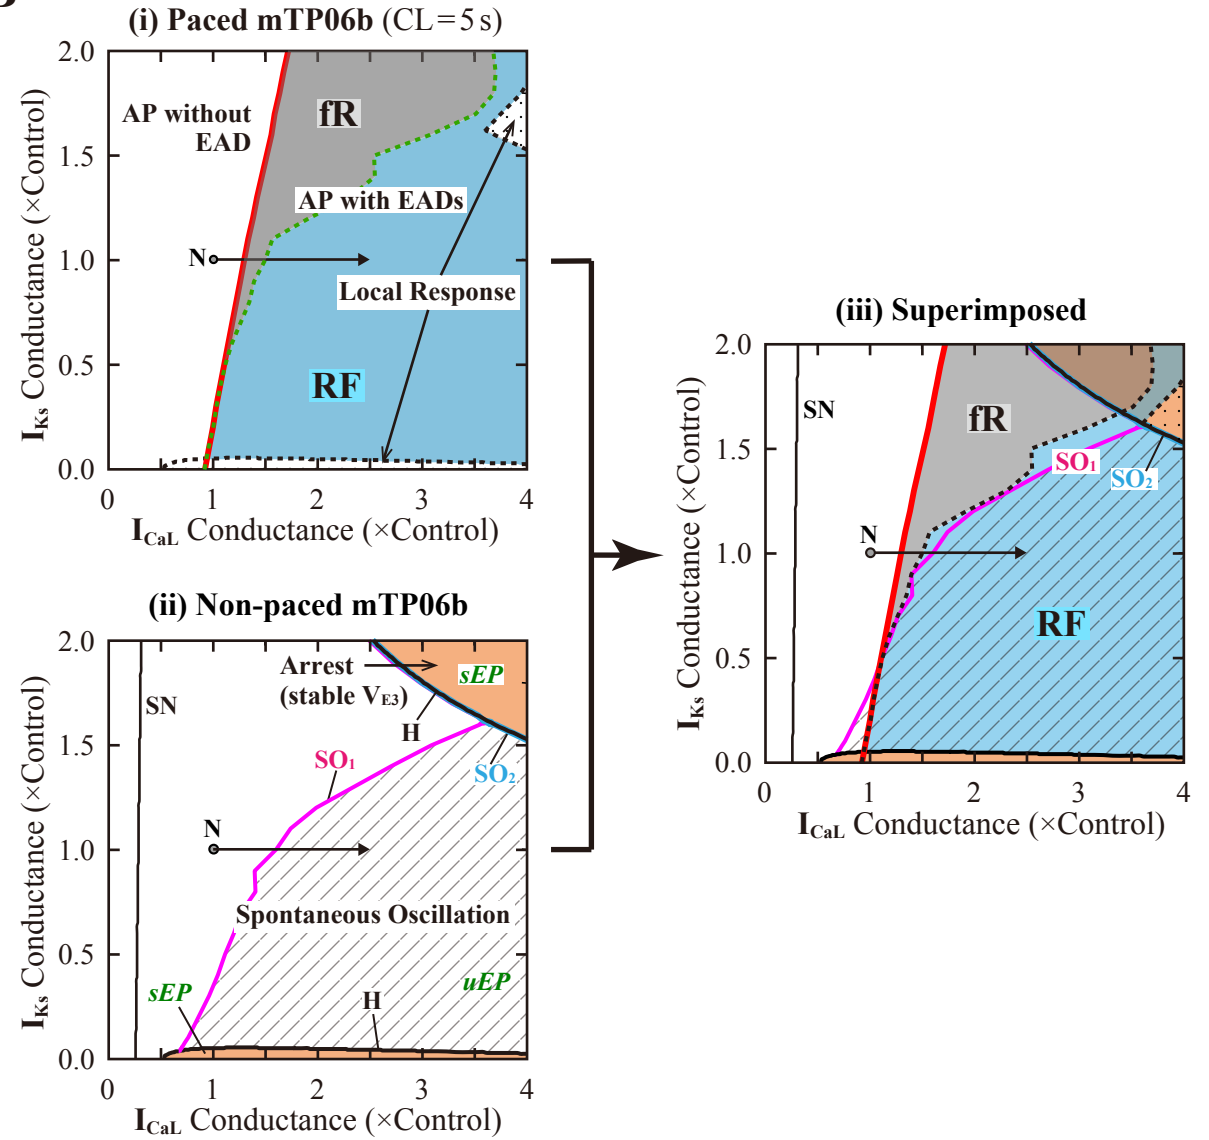 (i) Paced mTP06b (CL=5 s)
2.0
1.5
1.0
0.5
0.0
IKs Conductance (×Control)
AP without
EAD
fR
AP with EADs
N
Local Response
RF
0 1 2 3 4
ICaL Conductance (×Control)
(ii) Non-paced mTP06b
2.0
1.5
1.0
0.5
0.0
IKs Conductance (×Control)
SN
Arrest
(stable VE3)
sEP
H
SO1
SO2
N
Spontaneous Oscillation
sEP
H
uEP
0 1 2 3 4
ICaL Conductance (×Control)
(iii) Superimposed
2.0
1.5
1.0
0.5
0.0
IKs Conductance (×Control)
SN
fR
SO1
SO2
N
RF
0 1 2 3 4
ICaL Conductance (×Control)